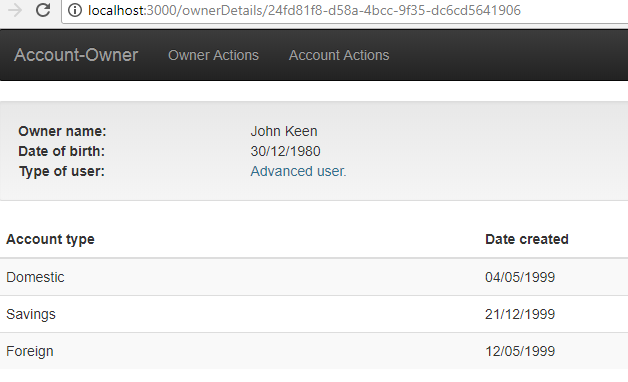 localhost:3000/ownerDetails/24fd81f8-d58a-4bcc-9f35-dc6cd5641906
Account-Owner Owner Actions Account Actions
Owner name: John Keen
Date of birth: 30/12/1980
Type of user: Advanced user.
Account type Date created
Domestic 04/05/1999
Savings 21/12/1999
Foreign 12/05/1999